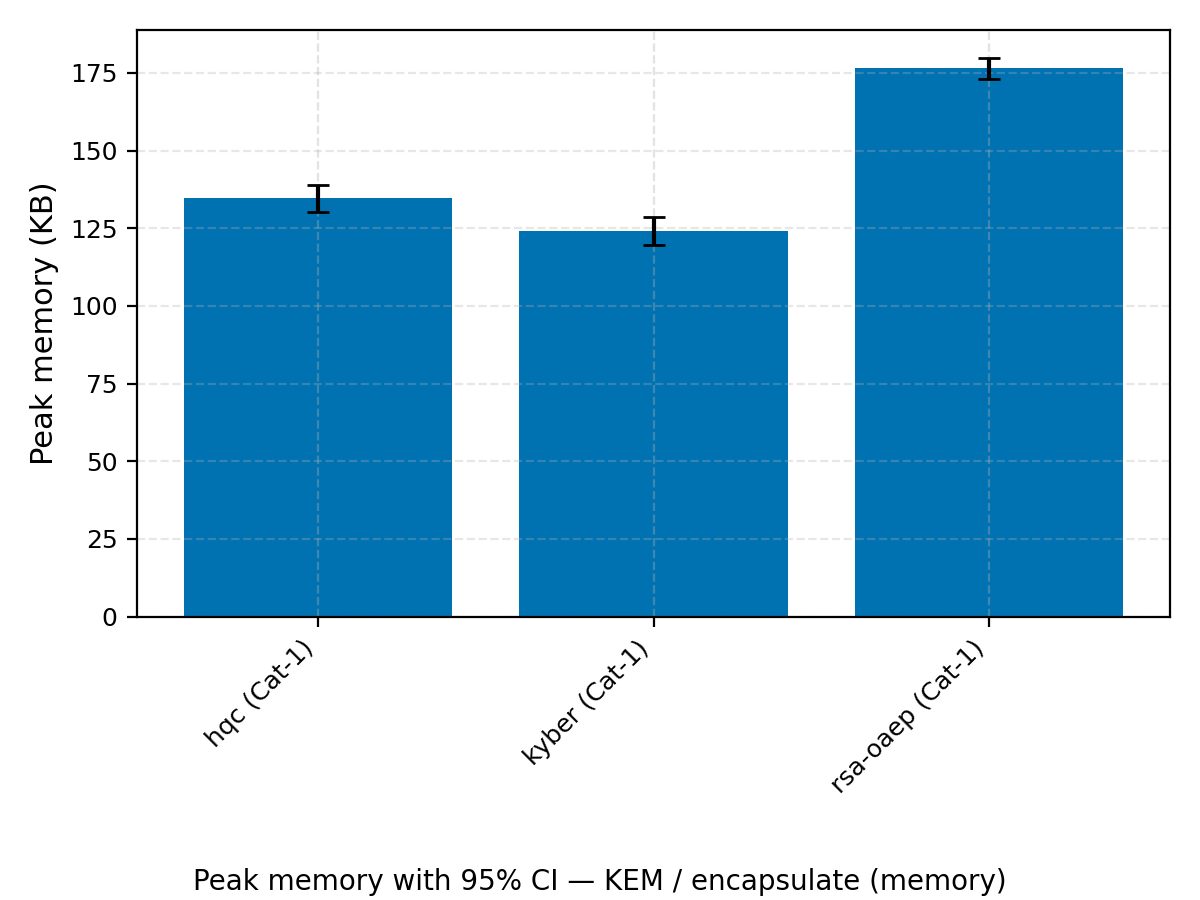 175
150
125
100
75
50
25
0
Peak memory (KB)
hqc (Cat-1)
kyber (Cat-1)
rsa-oaep (Cat-1)
Peak memory with 95% CI — KEM / encapsulate (memory)